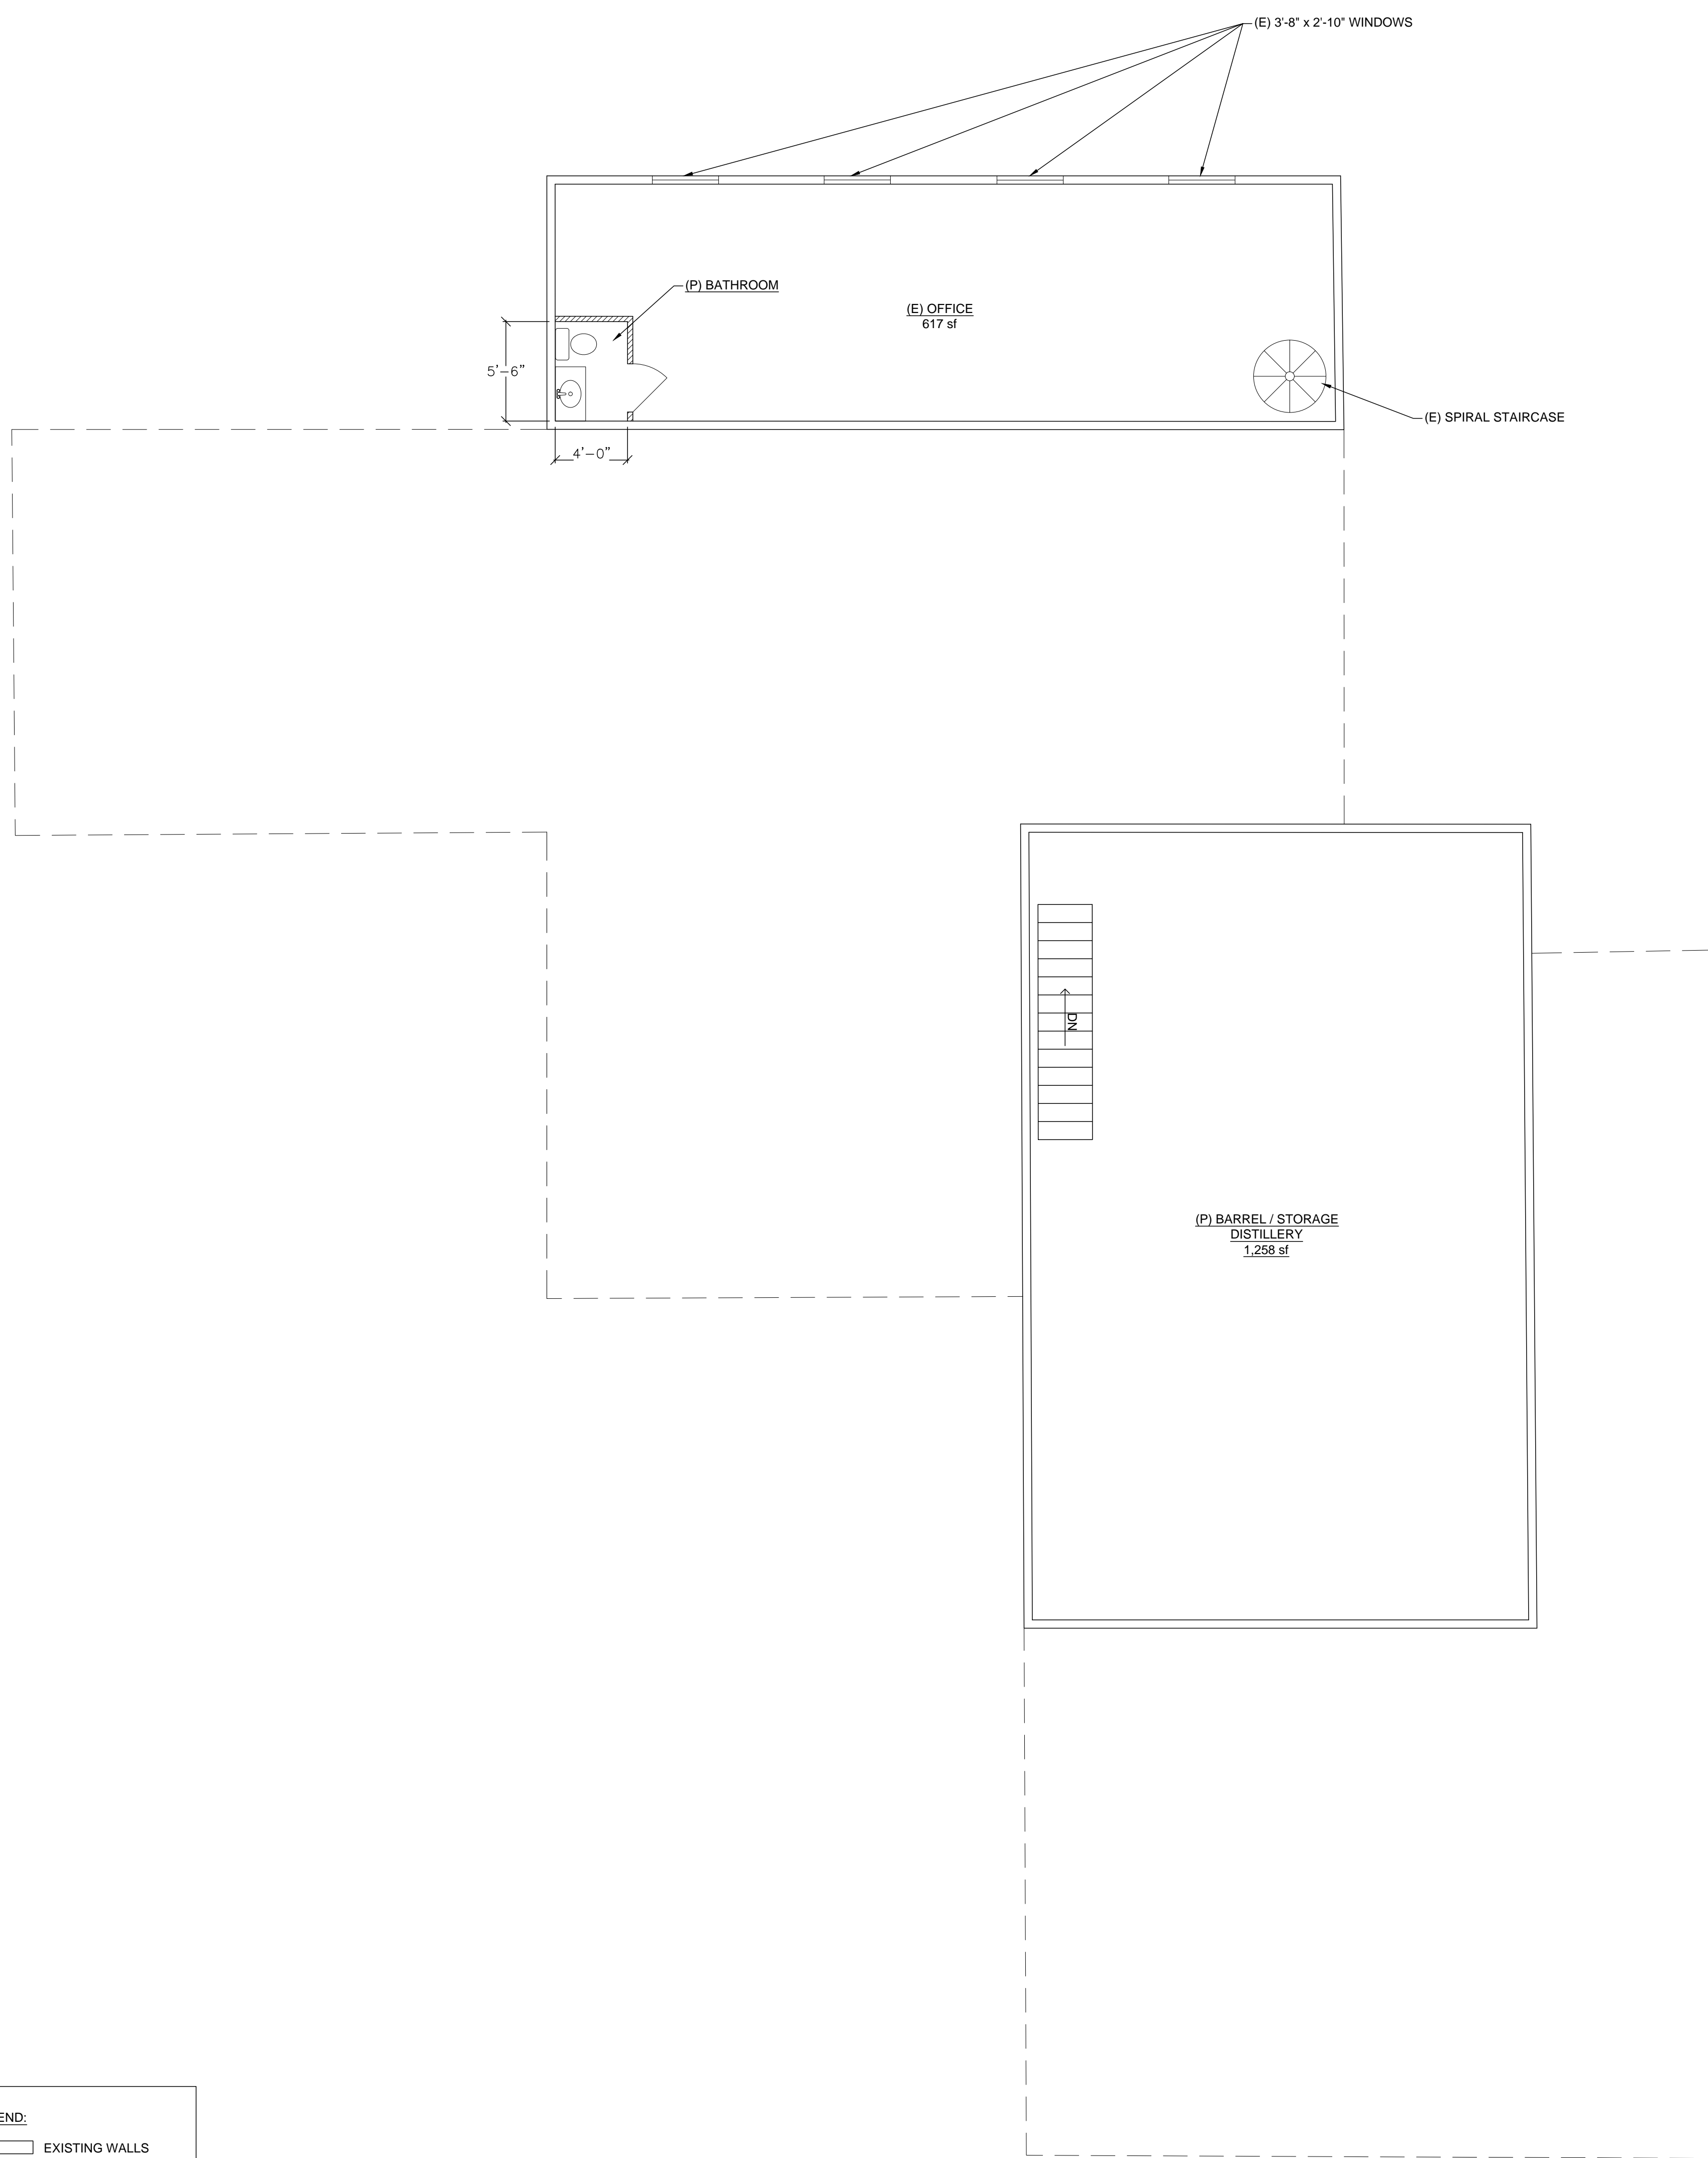 (E) 3'-8" x 2'-10" WINDOWS
(P) BATHROOM
(E) OFFICE
617 sf
5'-6"
(E) SPIRAL STAIRCASE
4'-0"
DN
(P) BARREL / STORAGE
DISTILLERY
1,258 sf
END:
EXISTING WALLS